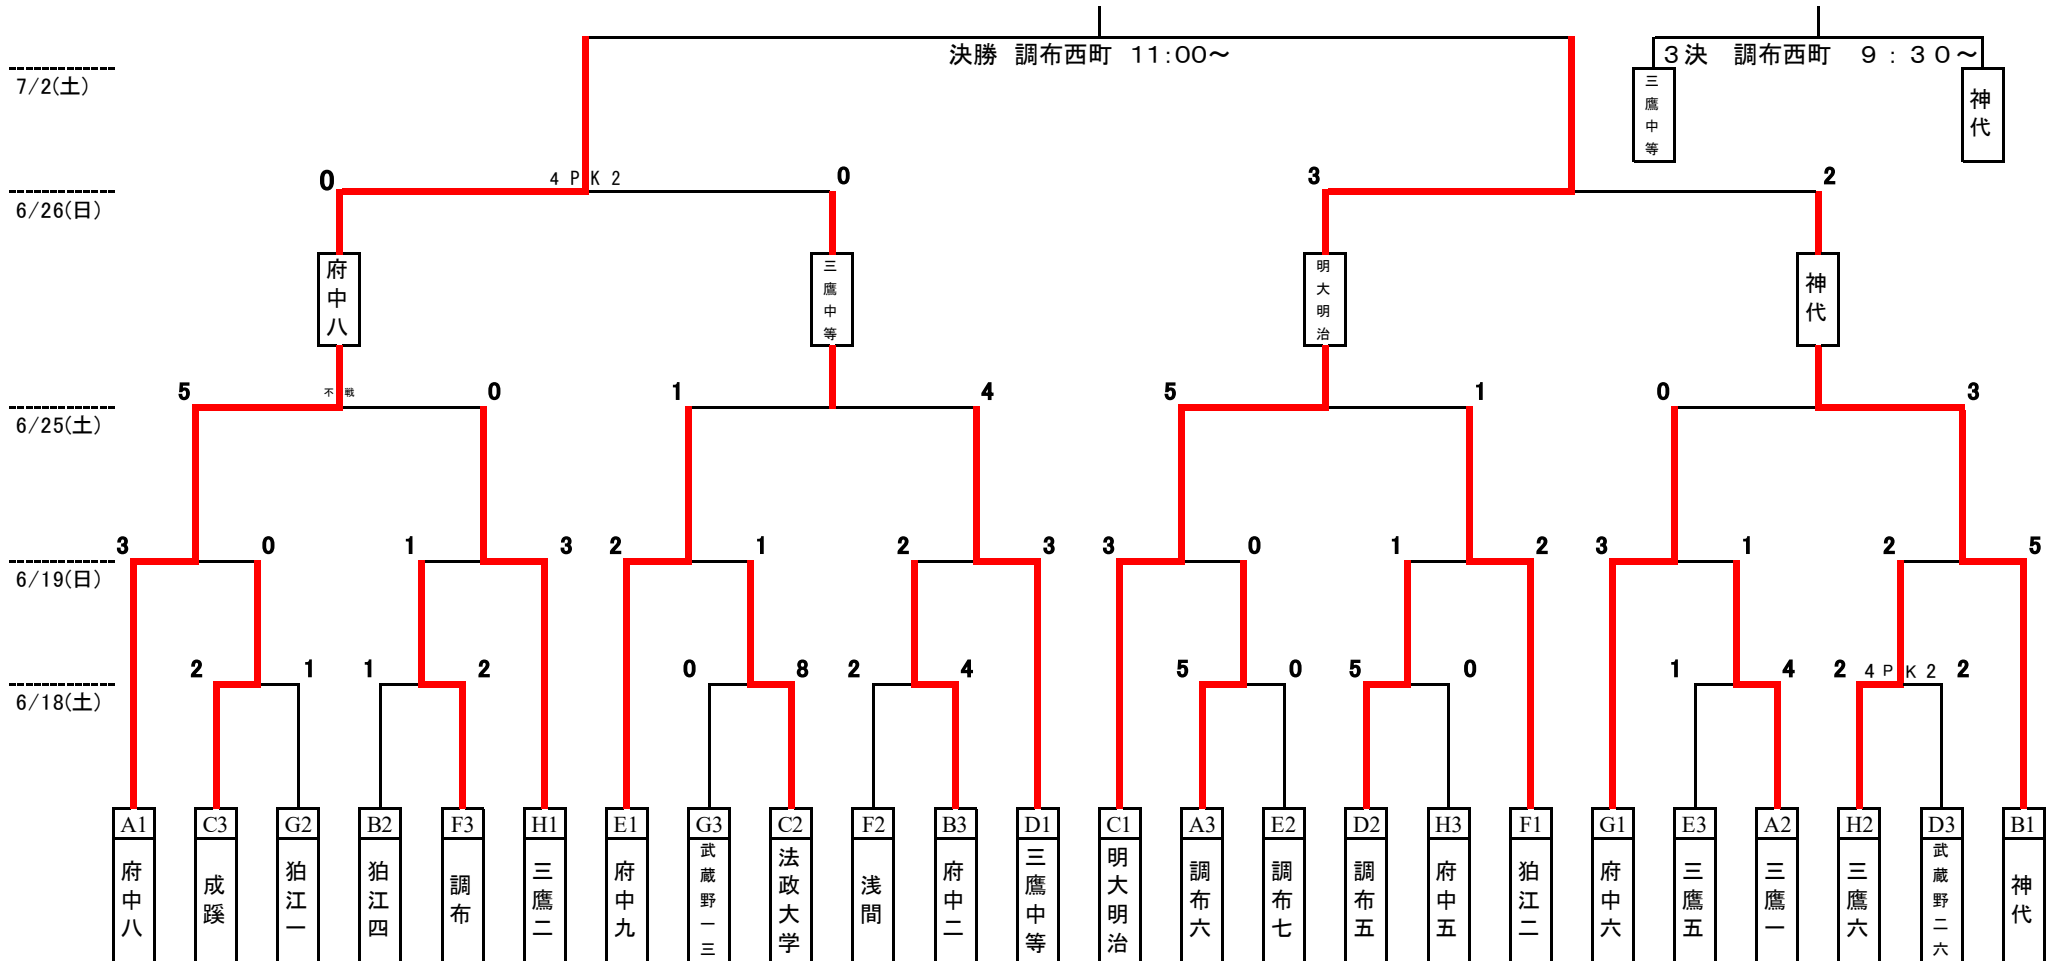 決勝 調布西町 11:00～
3決 調布西町 9:30～
7/2(土)
三鷹中等
神代
0
4PK2
0
3
2
6/26(日)
府中八
三鷹中等
明大明治
神代
5
不戦
0
1
4
5
1
0
3
6/25(土)
3
0
1
3
2
1
2
3
3
0
1
2
3
1
2
5
6/19(日)
2
1
1
2
0
8
2
4
5
0
5
0
1
4
2
4PK2
2
6/18(土)
A1
C3
G2
B2
F3
H1
E1
G3
C2
F2
B3
D1
C1
A3
E2
D2
H3
F1
G1
E3
A2
H2
D3
B1
府中八
成蹊
狛江一
狛江四
調布
三鷹二
府中九
武蔵野一三
法政大学
浅間
府中二
三鷹中等
明大明治
調布六
調布七
調布五
府中五
狛江二
府中六
三鷹五
三鷹一
三鷹六
武蔵野二六
神代